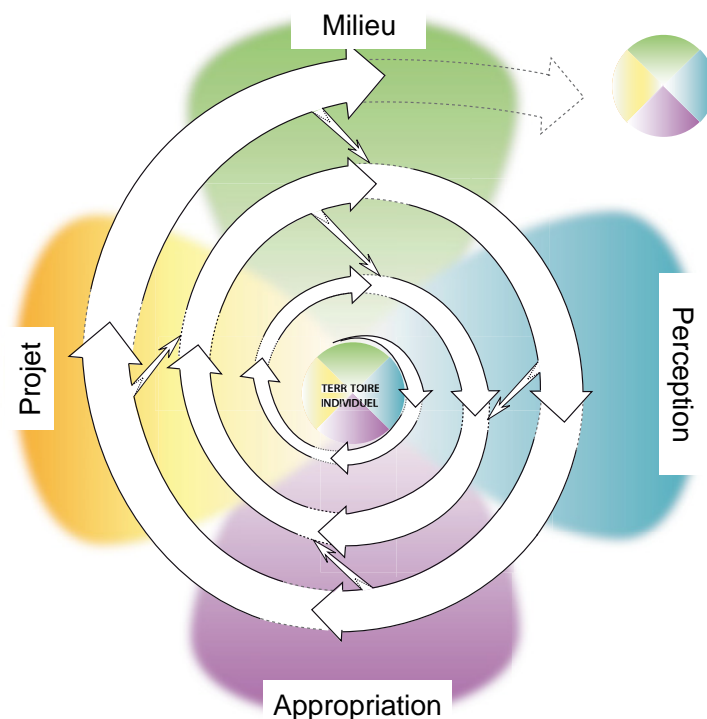 Milieu
Projet
Perception
TERR TOIRE
INDIVIDUEL
Appropriation